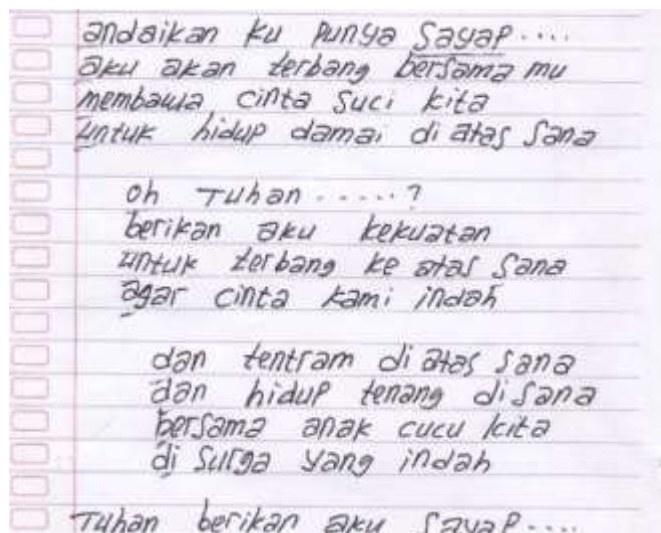 andaikan ku punya sayap....
aku akan terbang bersama mu
membawa cinta suci kita
untuk hidup damai di atas sana
oh Tuhan.....?
berikan aku kekuatan
untuk terbang ke atas sana
agar cinta kami indah
dan tentram di atas sana
dan hidup tenang di sana
bersama anak cucu kita
di surga yang indah
Tuhan berikan aku sayap....